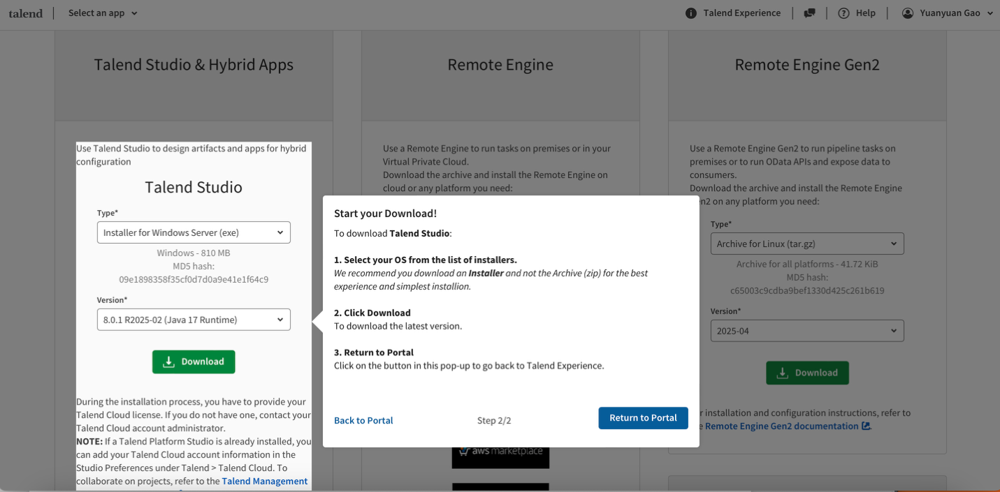 talend
Select an app
Talend Experience
Help
Yuanyuan Gao
Talend Studio & Hybrid Apps
Use Talend Studio to design artifacts and apps for hybrid
configuration
Talend Studio
Type*
Installer for Windows Server (exe)
Windows - 810 MB
MD5 hash:
09e1898358f35cf0d7d0a9e41e1f64c9
Version*
8.0.1 R2025-02 (Java 17 Runtime)
Download
During the installation process, you have to provide your
Talend Cloud license. If you do not have one, contact your
Talend Cloud account administrator.
NOTE: If a Talend Platform Studio is already installed, you
can add your Talend Cloud account information in the
Studio Preferences under Talend > Talend Cloud. To
collaborate on projects, refer to the Talend Management
Remote Engine
Use a Remote Engine to run tasks on premises or in your
Virtual Private Cloud.
Download the archive and install the Remote Engine on
cloud or any platform you need:
Start your Download!
To download Talend Studio:
1. Select your OS from the list of installers.
We recommend you download an Installer and not the Archive (zip) for the best
experience and simplest installion.
2. Click Download
To download the latest version.
3. Return to Portal
Click on the button in this pop-up to go back to Talend Experience.
Back to Portal
Step 2/2
Return to Portal
aws marketplace
Remote Engine Gen2
Use a Remote Engine Gen2 to run pipeline tasks on
premises or to run OData APIs and expose data to
consumers.
Download the archive and install the Remote Engine
en2 on any platform you need:
Type*
Archive for Linux (tar.gz)
Archive for all platforms - 41.72 KiB
MD5 hash:
c65003c9cdba9bef1330d425c261b619
Version*
2025-04
Download
r installation and configuration instructions, refer to
e Remote Engine Gen2 documentation.